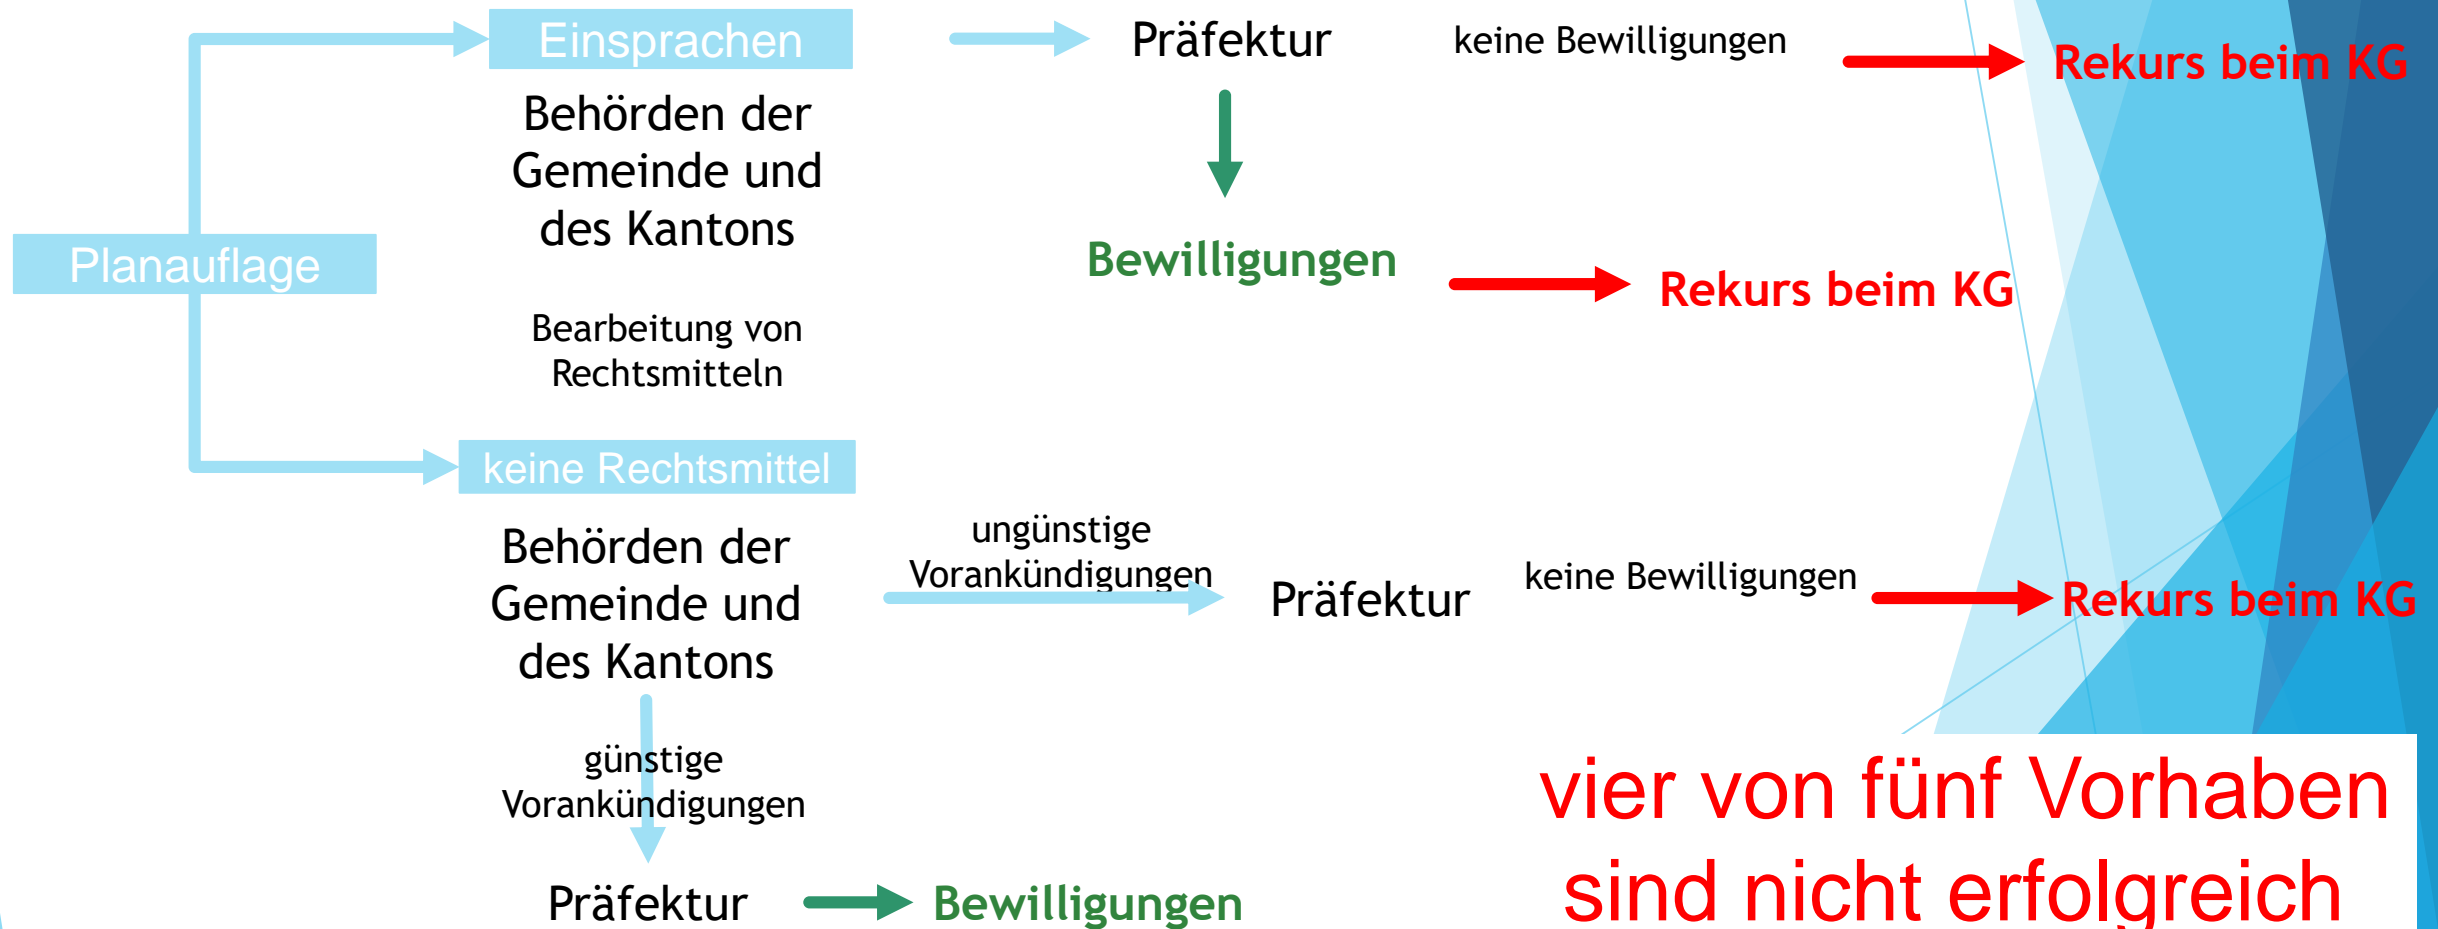 Einsprachen
Präfektur
keine Bewilligungen
Rekurs beim KG
Behörden der
Gemeinde und
des Kantons
Planauflage
Bewilligungen
Rekurs beim KG
Bearbeitung von
Rechtsmitteln
keine Rechtsmittel
Behörden der
Gemeinde und
des Kantons
ungünstige
Vorankündigungen
Präfektur
keine Bewilligungen
Rekurs beim KG
günstige
Vorankündigungen
Präfektur
Bewilligungen
vier von fünf Vorhaben
sind nicht erfolgreich